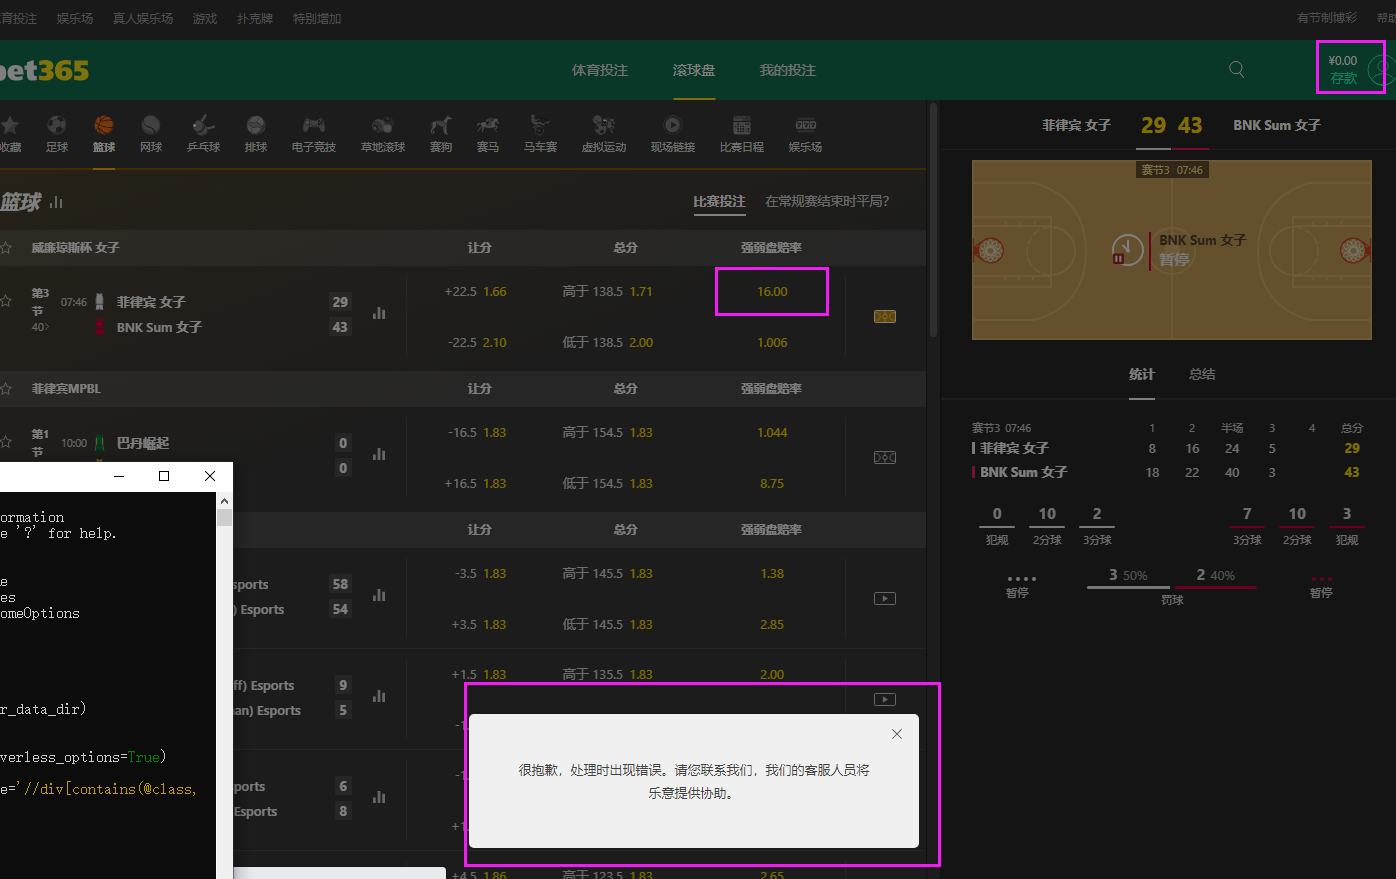 育投注 娱乐场 真人娱乐场 游戏 扑克牌 特别增加 有节制博彩 帮助
bet365 体育投注 滚球盘 我的投注 ¥0.00
存款
收藏 足球 篮球 网球 乒乓球 排球 电子竞技 草地滚球 赛狗 赛马 马车赛 虚拟运动 现场链接 比赛日程 娱乐场
菲律宾 女子 29 43 BNK Sum 女子
赛节3 07:46
篮球 比赛投注 在常规赛结束时平局?
BNK Sum 女子
暂停
威廉琼斯杯 女子 让分 总分 强弱盘赔率
第3节 07:46 菲律宾 女子 29 +22.5 1.66 高于 138.5 1.71 16.00
40> BNK Sum 女子 43 -22.5 2.10 低于 138.5 2.00 1.006
菲律宾MPBL 让分 总分 强弱盘赔率
第1节 10:00 巴丹崛起 0 -16.5 1.83 高于 154.5 1.83 1.044
0 +16.5 1.83 低于 154.5 1.83 8.75
让分 总分 强弱盘赔率
sports 58 -3.5 1.83 高于 145.5 1.83 1.38
) Esports 54 +3.5 1.83 低于 145.5 1.83 2.85
ff) Esports 9 +1.5 1.83 高于 135.5 1.83 2.00
nan) Esports 5 -1
ports 6 -1
Esports 8 +1
+4.5 1.86 高于 123.5 1.83 2.65
很抱歉，处理时出现错误。请您联系我们，我们的客服人员将
乐意提供协助。
ormation
e '?' for help.
e
es
omeOptions
r_data_dir)
verless_options=True)
e='//div[contains(@class,
统计 总结
赛节3 07:46 1 2 半场 3 4 总分
菲律宾 女子 8 16 24 5 29
BNK Sum 女子 18 22 40 3 43
0 10 2 7 10 3
犯规 2分球 3分球 3分球 2分球 犯规
3 50% 2 40%
暂停 罚球 暂停